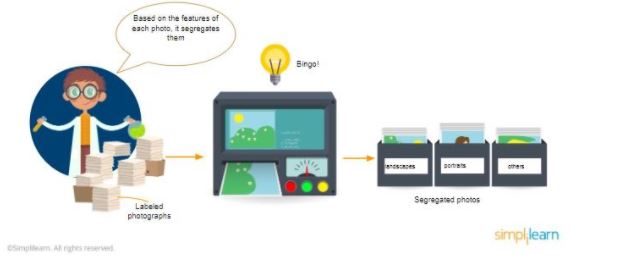 Based on the features of
each photo, it segregates
them
Bingo!
landscapes
portraits
others
Labeled
photographs
Segregated photos
simplilearn
©Simplilearn. All rights reserved.